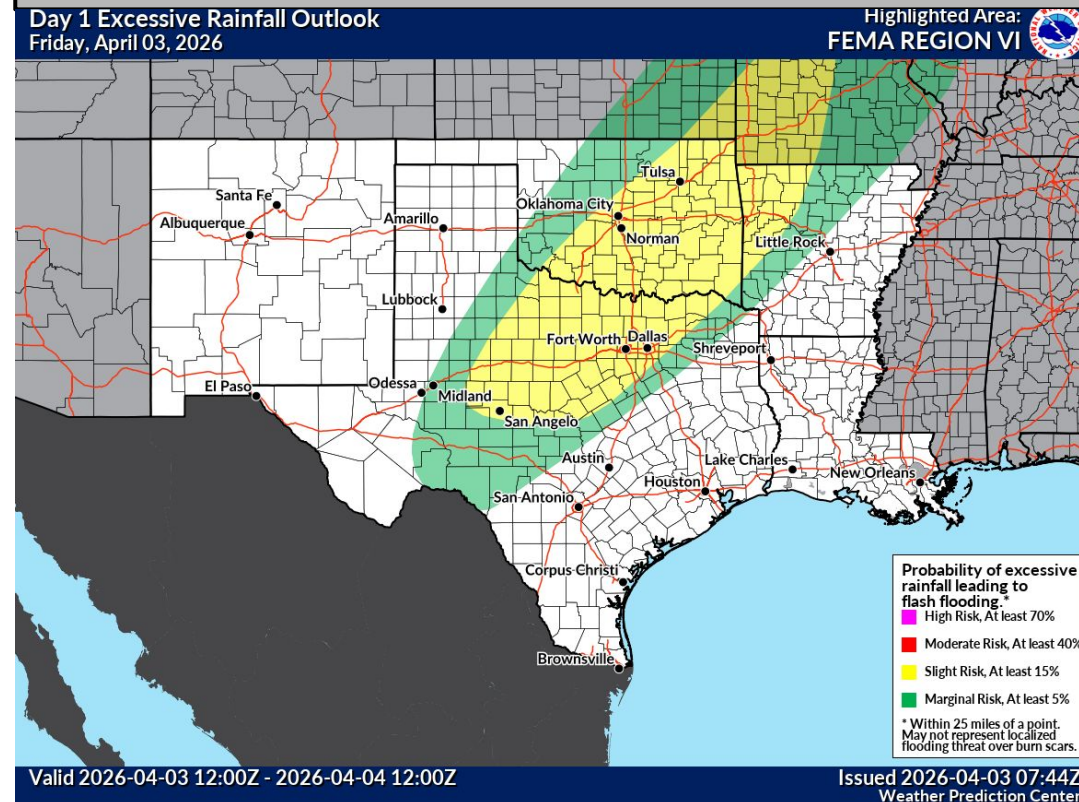 Day 1 Excessive Rainfall Outlook
Friday, April 03, 2026
Highlighted Area:
FEMA REGION VI
Santa Fe
Albuquerque
Amarillo
Tulsa
Oklahoma City
Norman
Little Rock
Lubbock
Fort Worth
Dallas
Shreveport
El Paso
Odessa
Midland
San Angelo
Austin
Lake Charles
New Orleans
Houston
San Antonio
Corpus Christi
Brownsville
Probability of excessive
rainfall leading to
flash flooding.*
High Risk, At least 70%
Moderate Risk, At least 40%
Slight Risk, At least 15%
Marginal Risk, At least 5%
* Within 25 miles of a point.
May not represent localized
flooding threat over burn scars.
Valid 2026-04-03 12:00Z - 2026-04-04 12:00Z
Issued 2026-04-03 07:44Z
Weather Prediction Center